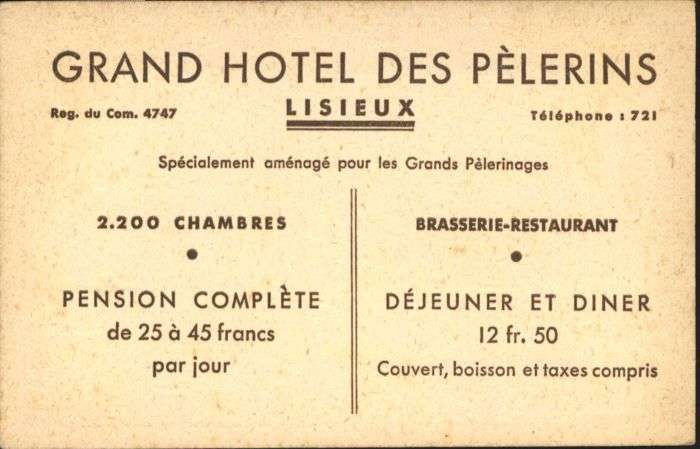 GRAND HOTEL DES PÈLERINS
LISIEUX
Reg. du Com. 4747
Téléphone : 721
Spécialement aménagé pour les Grands Pèlerinages
2.200 CHAMBRES
PENSION COMPLÈTE
de 25 à 45 francs
par jour
BRASSERIE-RESTAURANT
DÉJEUNER ET DINER
12 fr. 50
Couvert, boisson et taxes compris